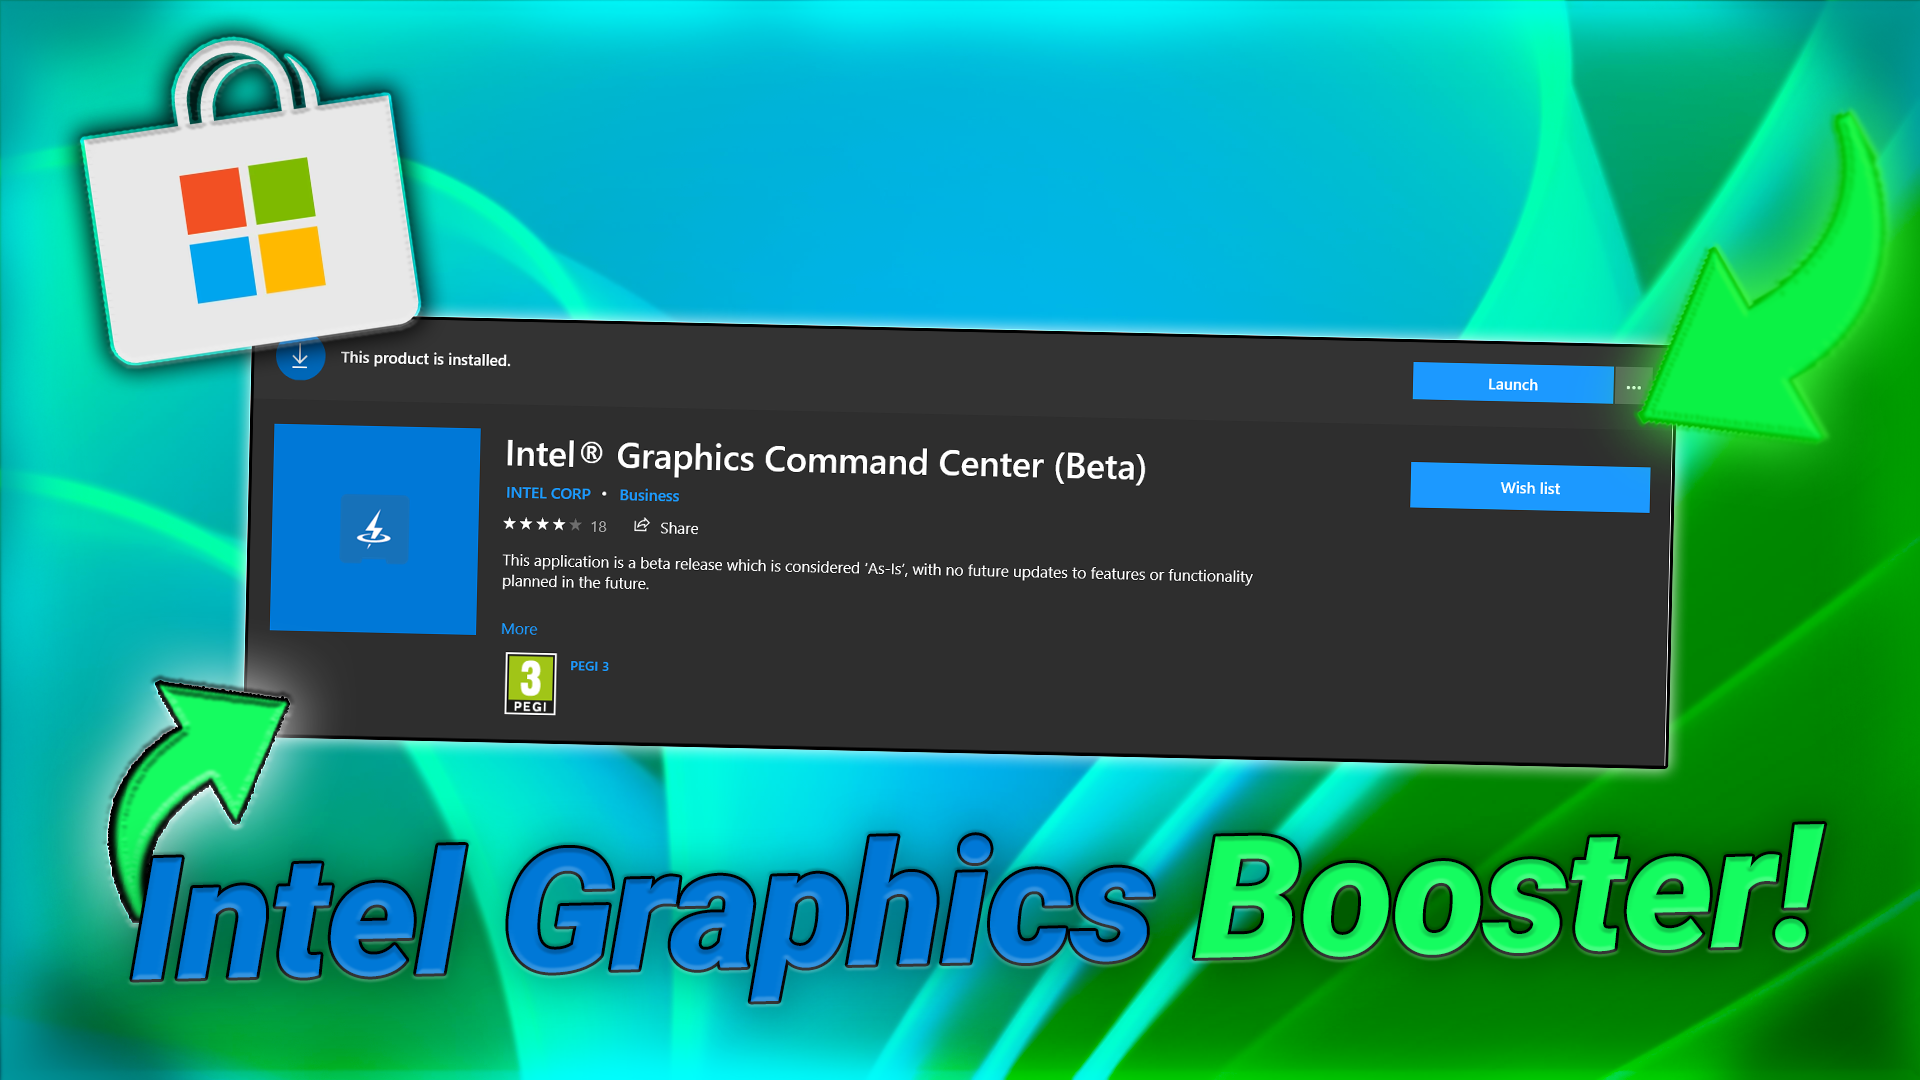 This product is installed.
Launch
...
Intel® Graphics Command Center (Beta)
INTEL CORP • Business
Wish list
18 Share
This application is a beta release which is considered ‘As-Is’, with no future updates to features or functionality
planned in the future.
More
3
PEGI
PEGI 3
Intel Graphics Booster!